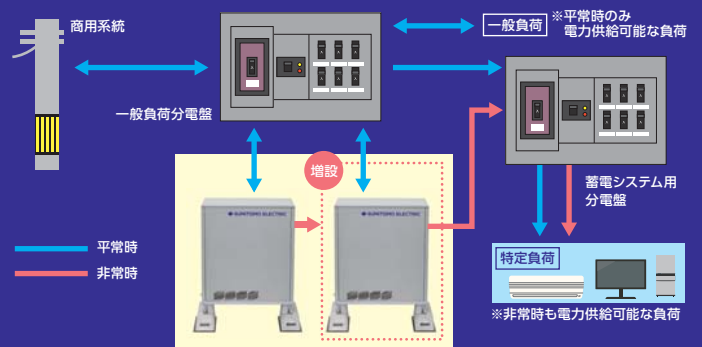 商用系統
一般負荷
※平常時のみ
電力供給可能な負荷
一般負荷分電盤
増設
蓄電システム用
分電盤
SUMITOMO ELECTRIC
SUMITOMO ELECTRIC
平常時
非常時
特定負荷
※非常時も電力供給可能な負荷